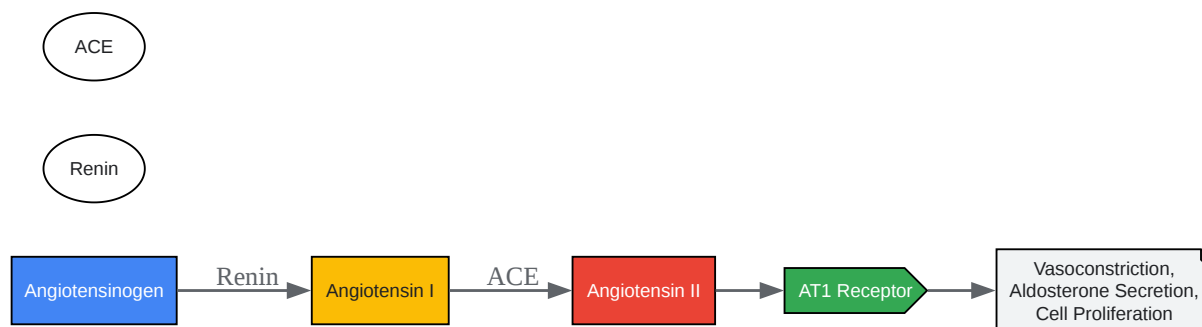 ACE
Renin
Angiotensinogen
Renin
Angiotensin I
ACE
Angiotensin II
AT1 Receptor
Vasoconstriction,
Aldosterone Secretion,
Cell Proliferation